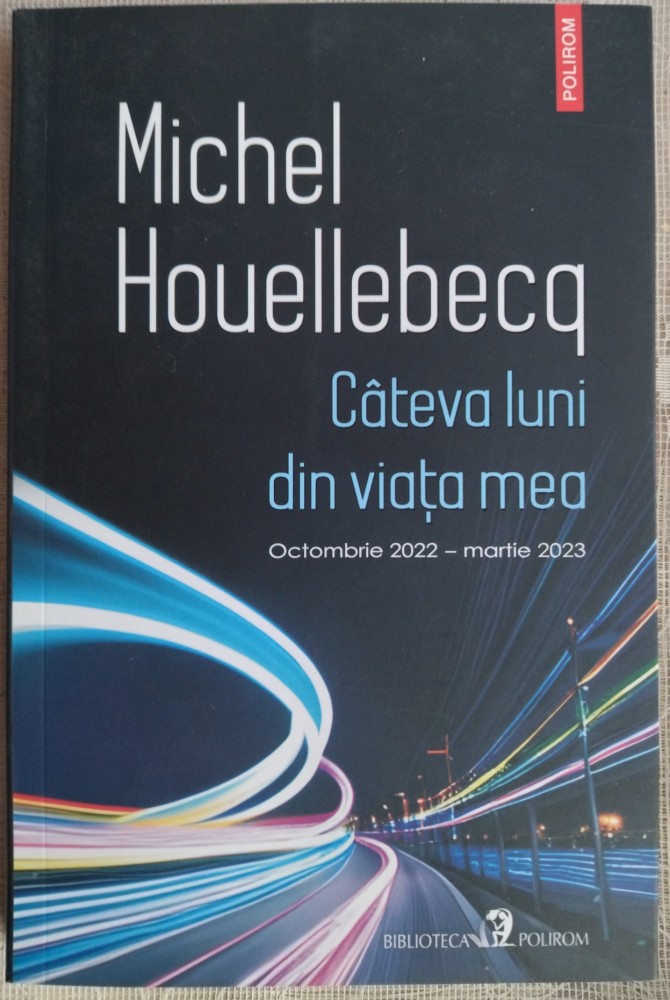 POLIROM
Michel
Houellebecq
Câteva luni
din viața mea
Octombrie 2022 – martie 2023
BIBLIOTECA POLIROM